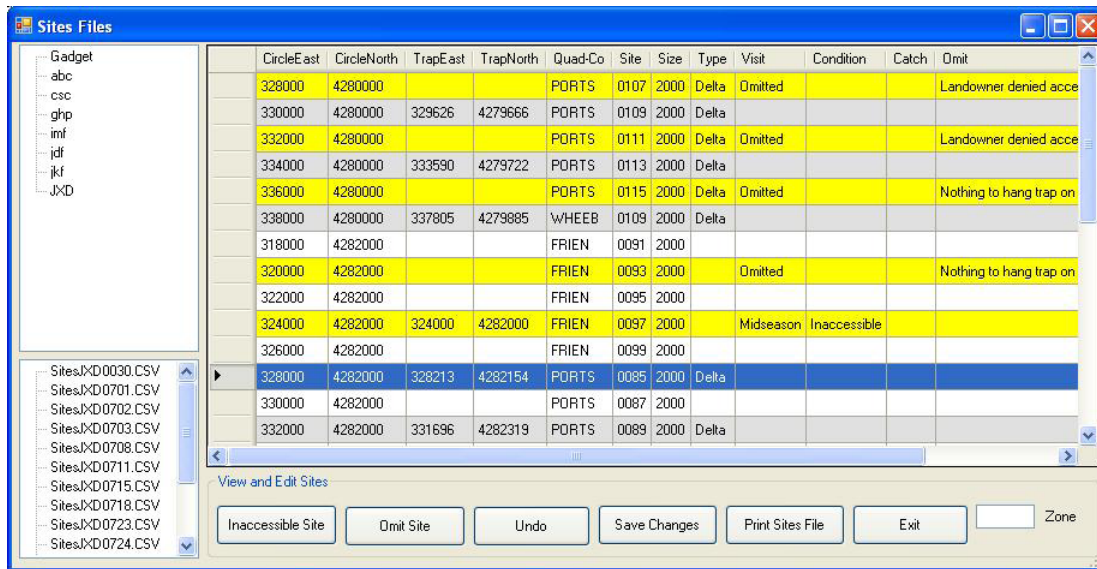 Sites Files
Gadget
abc
csc
ghp
imf
jdf
jkf
JXD
SitesJXD0030.CSV
SitesJXD0701.CSV
SitesJXD0702.CSV
SitesJXD0703.CSV
SitesJXD0708.CSV
SitesJXD0711.CSV
SitesJXD0715.CSV
SitesJXD0718.CSV
SitesJXD0723.CSV
SitesJXD0724.CSV
CircleEast CircleNorth TrapEast TrapNorth Quad-Co Site Size Type Visit Condition Catch Omit
328000 4280000 PORTS 0107 2000 Delta Omitted Landowner denied acce
330000 4280000 329626 4279666 PORTS 0109 2000 Delta
332000 4280000 PORTS 0111 2000 Delta Omitted Landowner denied acce
334000 4280000 333590 4279722 PORTS 0113 2000 Delta
336000 4280000 PORTS 0115 2000 Delta Omitted Nothing to hang trap on
338000 4280000 337805 4279885 WHEEB 0109 2000 Delta
318000 4282000 FRIEN 0091 2000
320000 4282000 FRIEN 0093 2000 Omitted Nothing to hang trap on
322000 4282000 FRIEN 0095 2000
324000 4282000 324000 4282000 FRIEN 0097 2000 Midseason Inaccessible
326000 4282000 FRIEN 0099 2000
328000 4282000 328213 4282154 PORTS 0085 2000 Delta
330000 4282000 PORTS 0087 2000
332000 4282000 331696 4282319 PORTS 0089 2000 Delta
View and Edit Sites
Inaccessible Site Omit Site Undo Save Changes Print Sites File Exit Zone